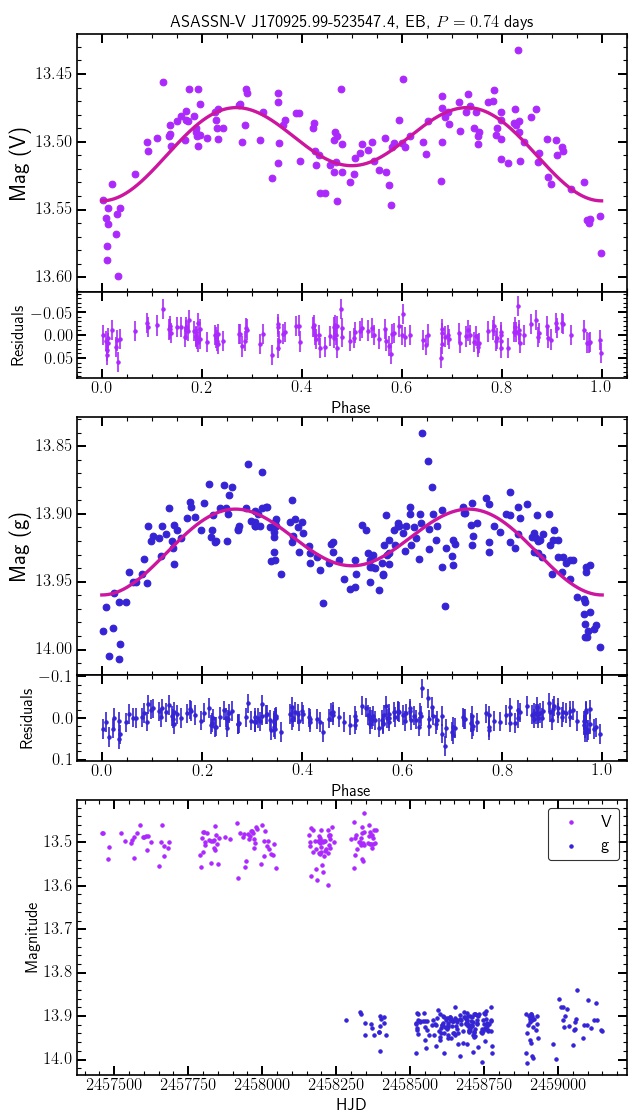 ASASSN-V J170925.99-523547.4, EB, P = 0.74 days
13.45
13.50
13.55
13.60
Mag (V)
−0.05
0.00
0.05
Residuals
0.0 0.2 0.4 0.6 0.8 1.0
Phase
13.85
13.90
13.95
14.00
Mag (g)
−0.1
0.0
0.1
Residuals
0.0 0.2 0.4 0.6 0.8 1.0
Phase
V
g
13.5
13.6
13.7
13.8
13.9
14.0
Magnitude
2457500 2457750 2458000 2458250 2458500 2458750 2459000
HJD